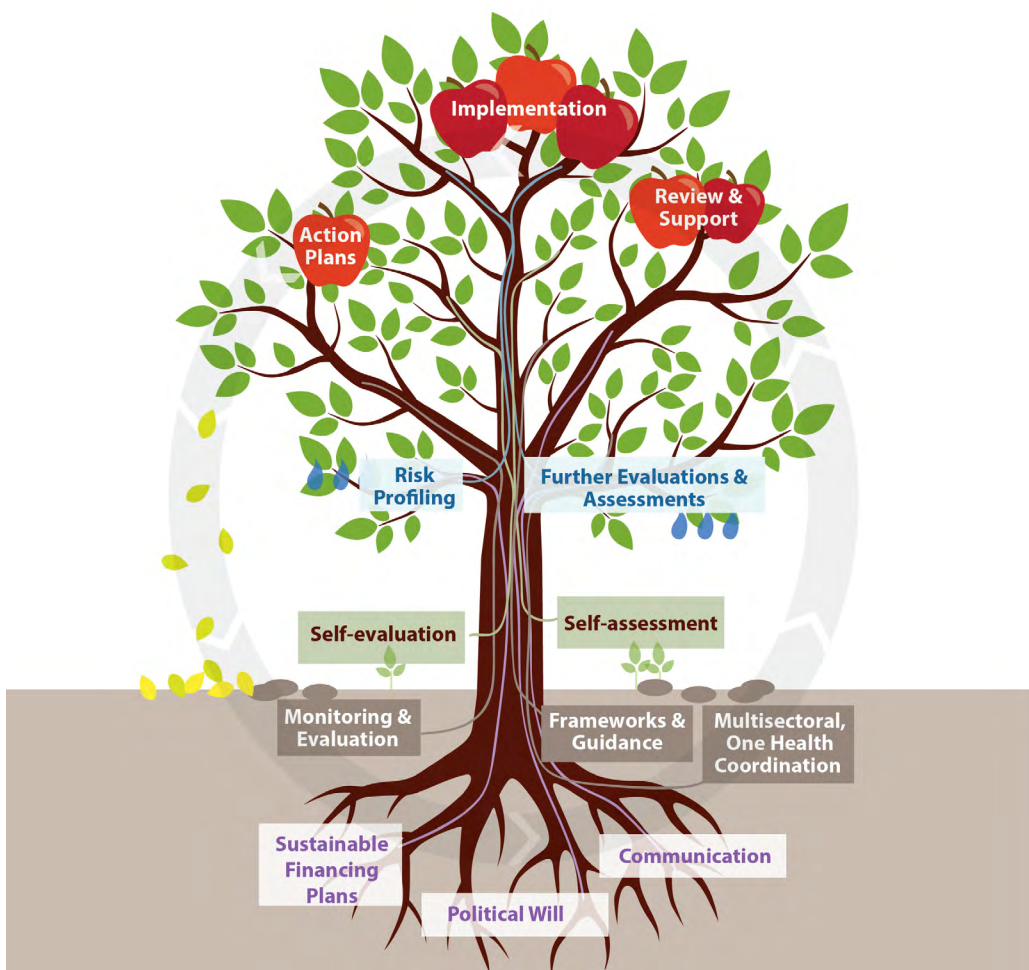 Implementation
Review &
Support
Action
Plans
Risk
Profiling
Further Evaluations &
Assessments
Self-evaluation
Self-assessment
Monitoring &
Evaluation
Frameworks &
Guidance
Multisectoral,
One Health
Coordination
Sustainable
Financing
Plans
Communication
Political Will